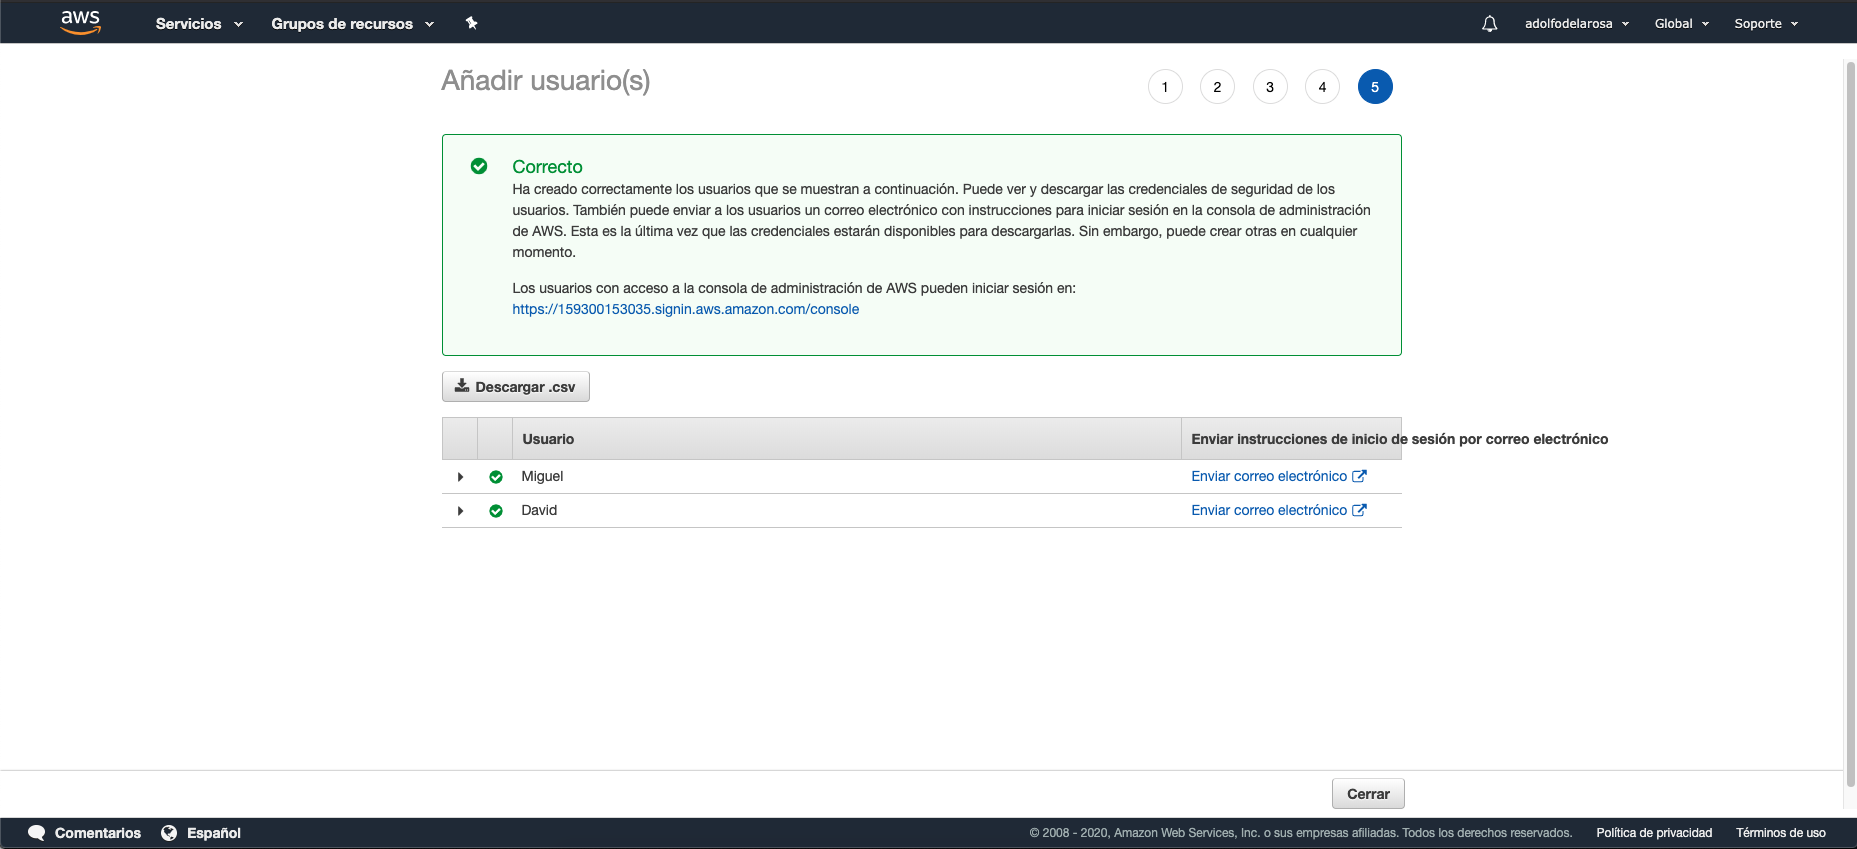 aws Servicios Grupos de recursos adolfodelarosa Global Soporte
Añadir usuario(s)
1 2 3 4 5
Correcto
Ha creado correctamente los usuarios que se muestran a continuación. Puede ver y descargar las credenciales de seguridad de los
usuarios. También puede enviar a los usuarios un correo electrónico con instrucciones para iniciar sesión en la consola de administración
de AWS. Esta es la última vez que las credenciales estarán disponibles para descargarlas. Sin embargo, puede crear otras en cualquier
momento.
Los usuarios con acceso a la consola de administración de AWS pueden iniciar sesión en:
https://159300153035.signin.aws.amazon.com/console
Descargar .csv
Usuario Enviar instrucciones de inicio de sesión por correo electrónico
Miguel Enviar correo electrónico
David Enviar correo electrónico
Cerrar
Comentarios Español © 2008 - 2020, Amazon Web Services, Inc. o sus empresas afiliadas. Todos los derechos reservados. Política de privacidad Términos de uso